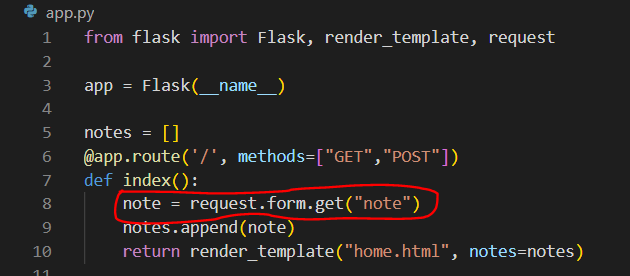 app.py
1 from flask import Flask, render_template, request
2
3 app = Flask(__name__)
4
5 notes = []
6 @app.route('/', methods=["GET","POST"])
7 def index():
8 note = request.form.get("note")
9 notes.append(note)
10 return render_template("home.html", notes=notes)
11